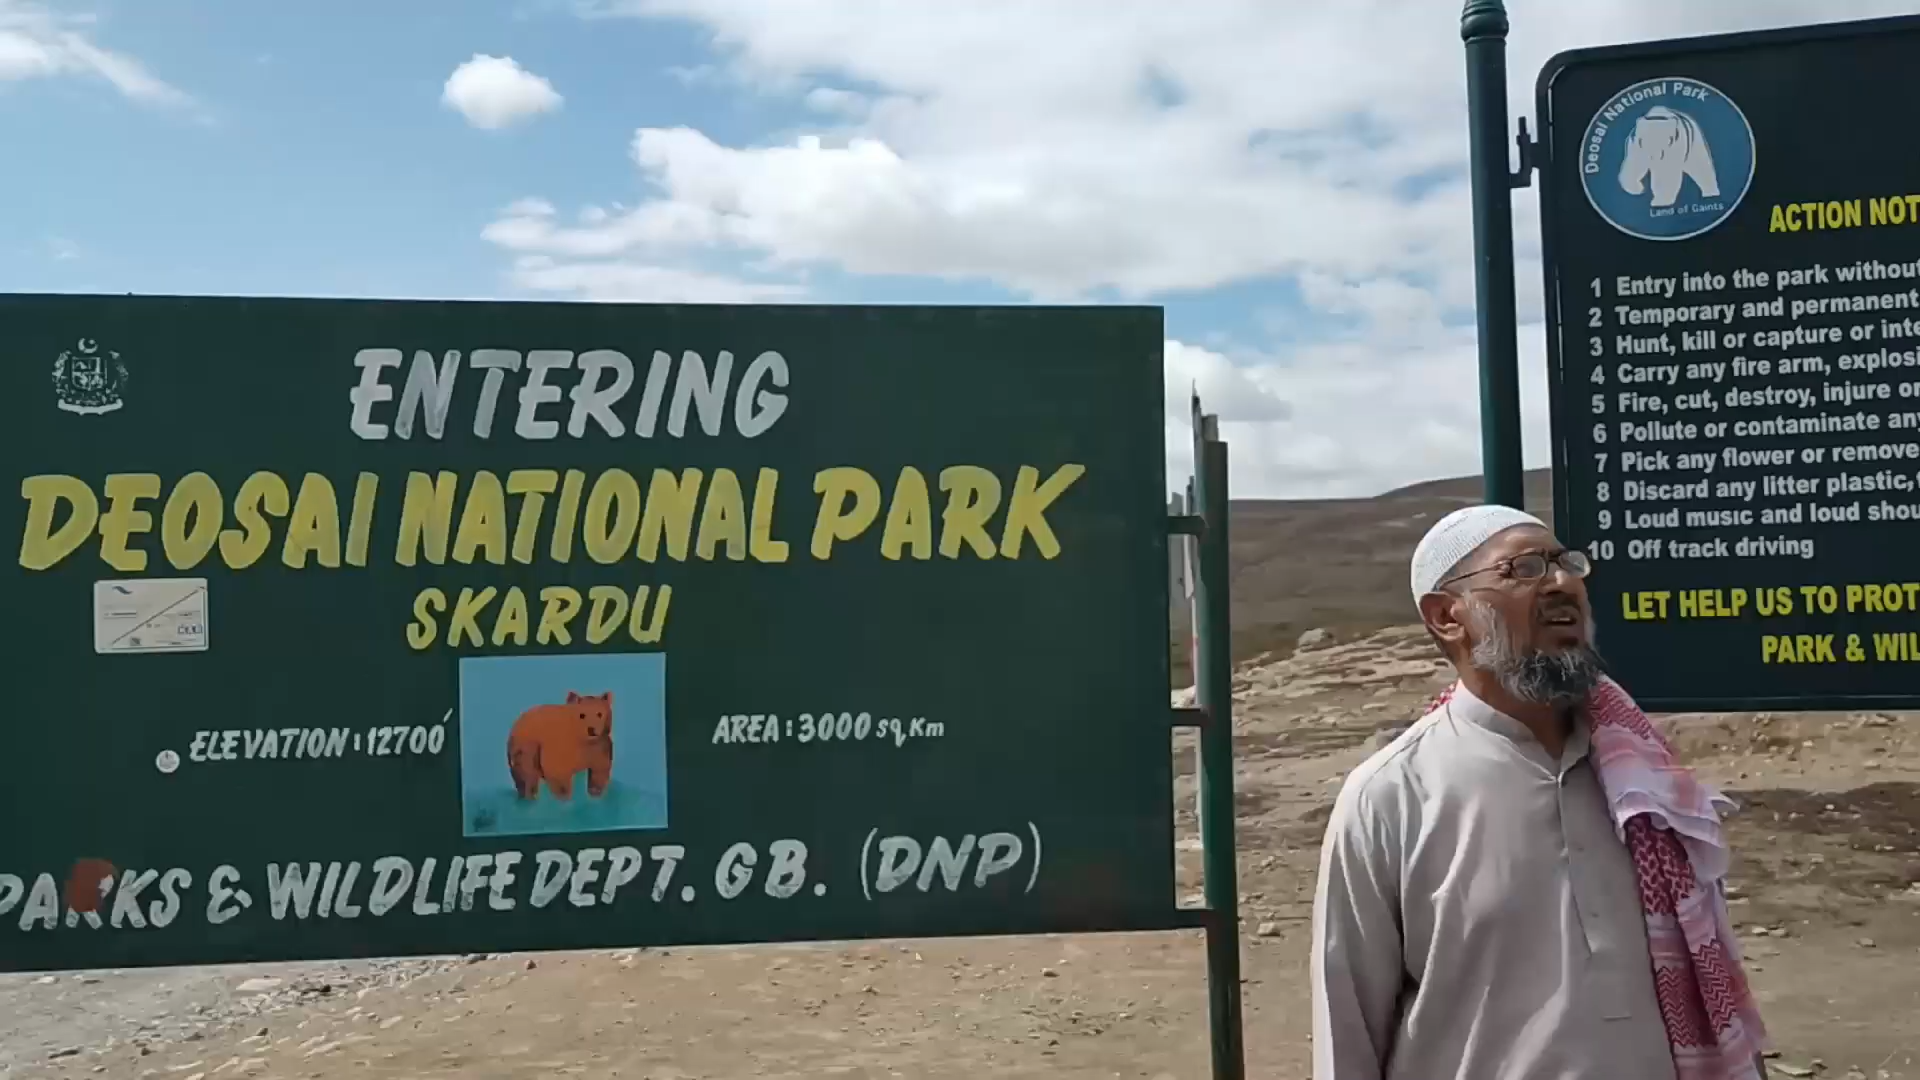 ENTERING
DEOSAI NATIONAL PARK
SKARDU
ELEVATION : 12700'
AREA : 3000 sq Km
PARKS & WILDLIFE DEPT. GB. (DNP)
Deosai National Park
Land of Gaints
ACTION NOT
1 Entry into the park without
2 Temporary and permanent
3 Hunt, kill or capture or inte
4 Carry any fire arm, explosi
5 Fire, cut, destroy, injure or
6 Pollute or contaminate any
7 Pick any flower or remove
8 Discard any litter plastic,
9 Loud music and loud shou
10 Off track driving
LET HELP US TO PROT
PARK & WIL